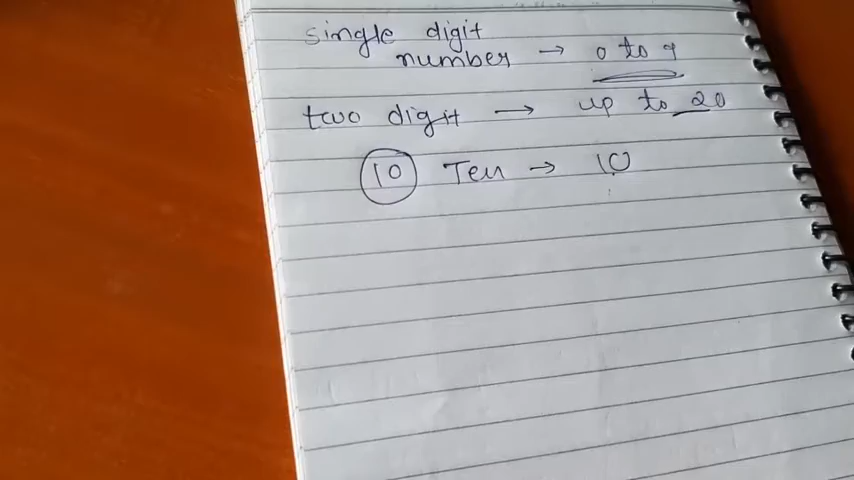 single digit
number → 0 to 9
two digit → up to 20
10 Ten → 10